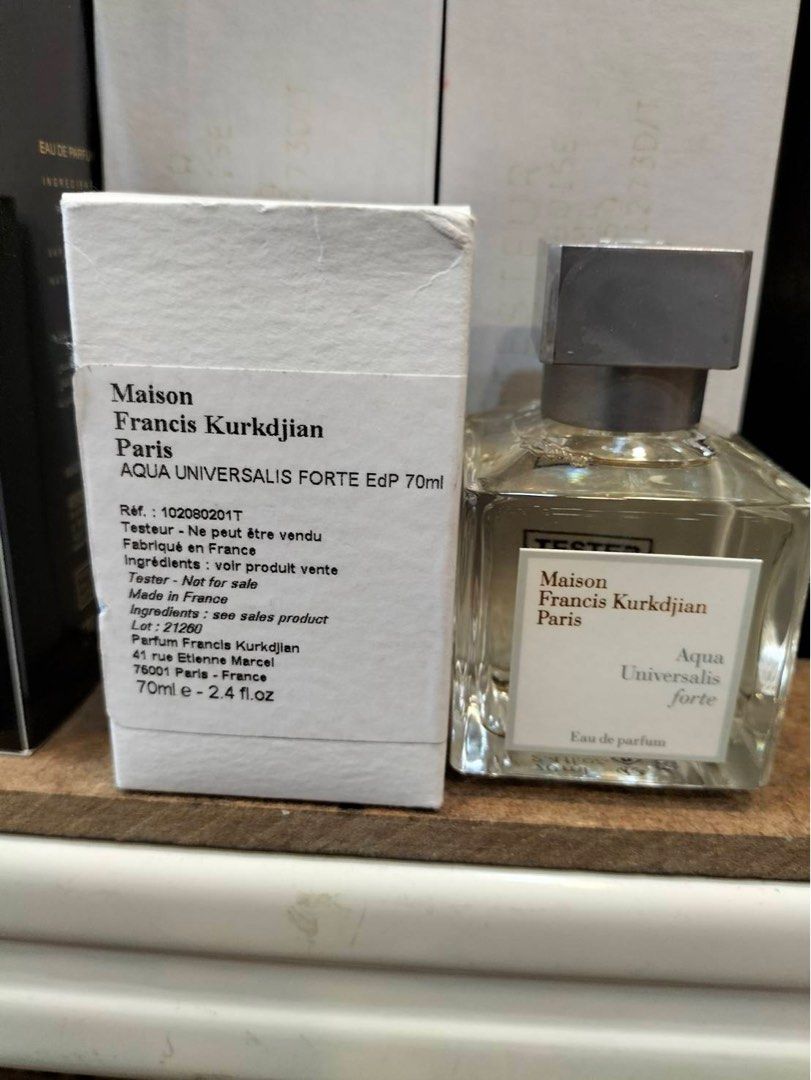 EAU DE PARFU
Maison
Francis Kurkdjian
Paris
AQUA UNIVERSALIS FORTE EdP 70ml
Réf. : 102080201T
Testeur - Ne peut être vendu
Fabriqué en France
Ingrédients : voir produit vente
Tester - Not for sale
Made in France
Ingredients : see sales product
Lot : 21260
Parfum Francis Kurkdjian
41 rue Etienne Marcel
75001 Paris - France
70ml e - 2.4 fl.oz
TESTER
Maison
Francis Kurkdjian
Paris
Aqua
Universalis
forte
Eau de parfum